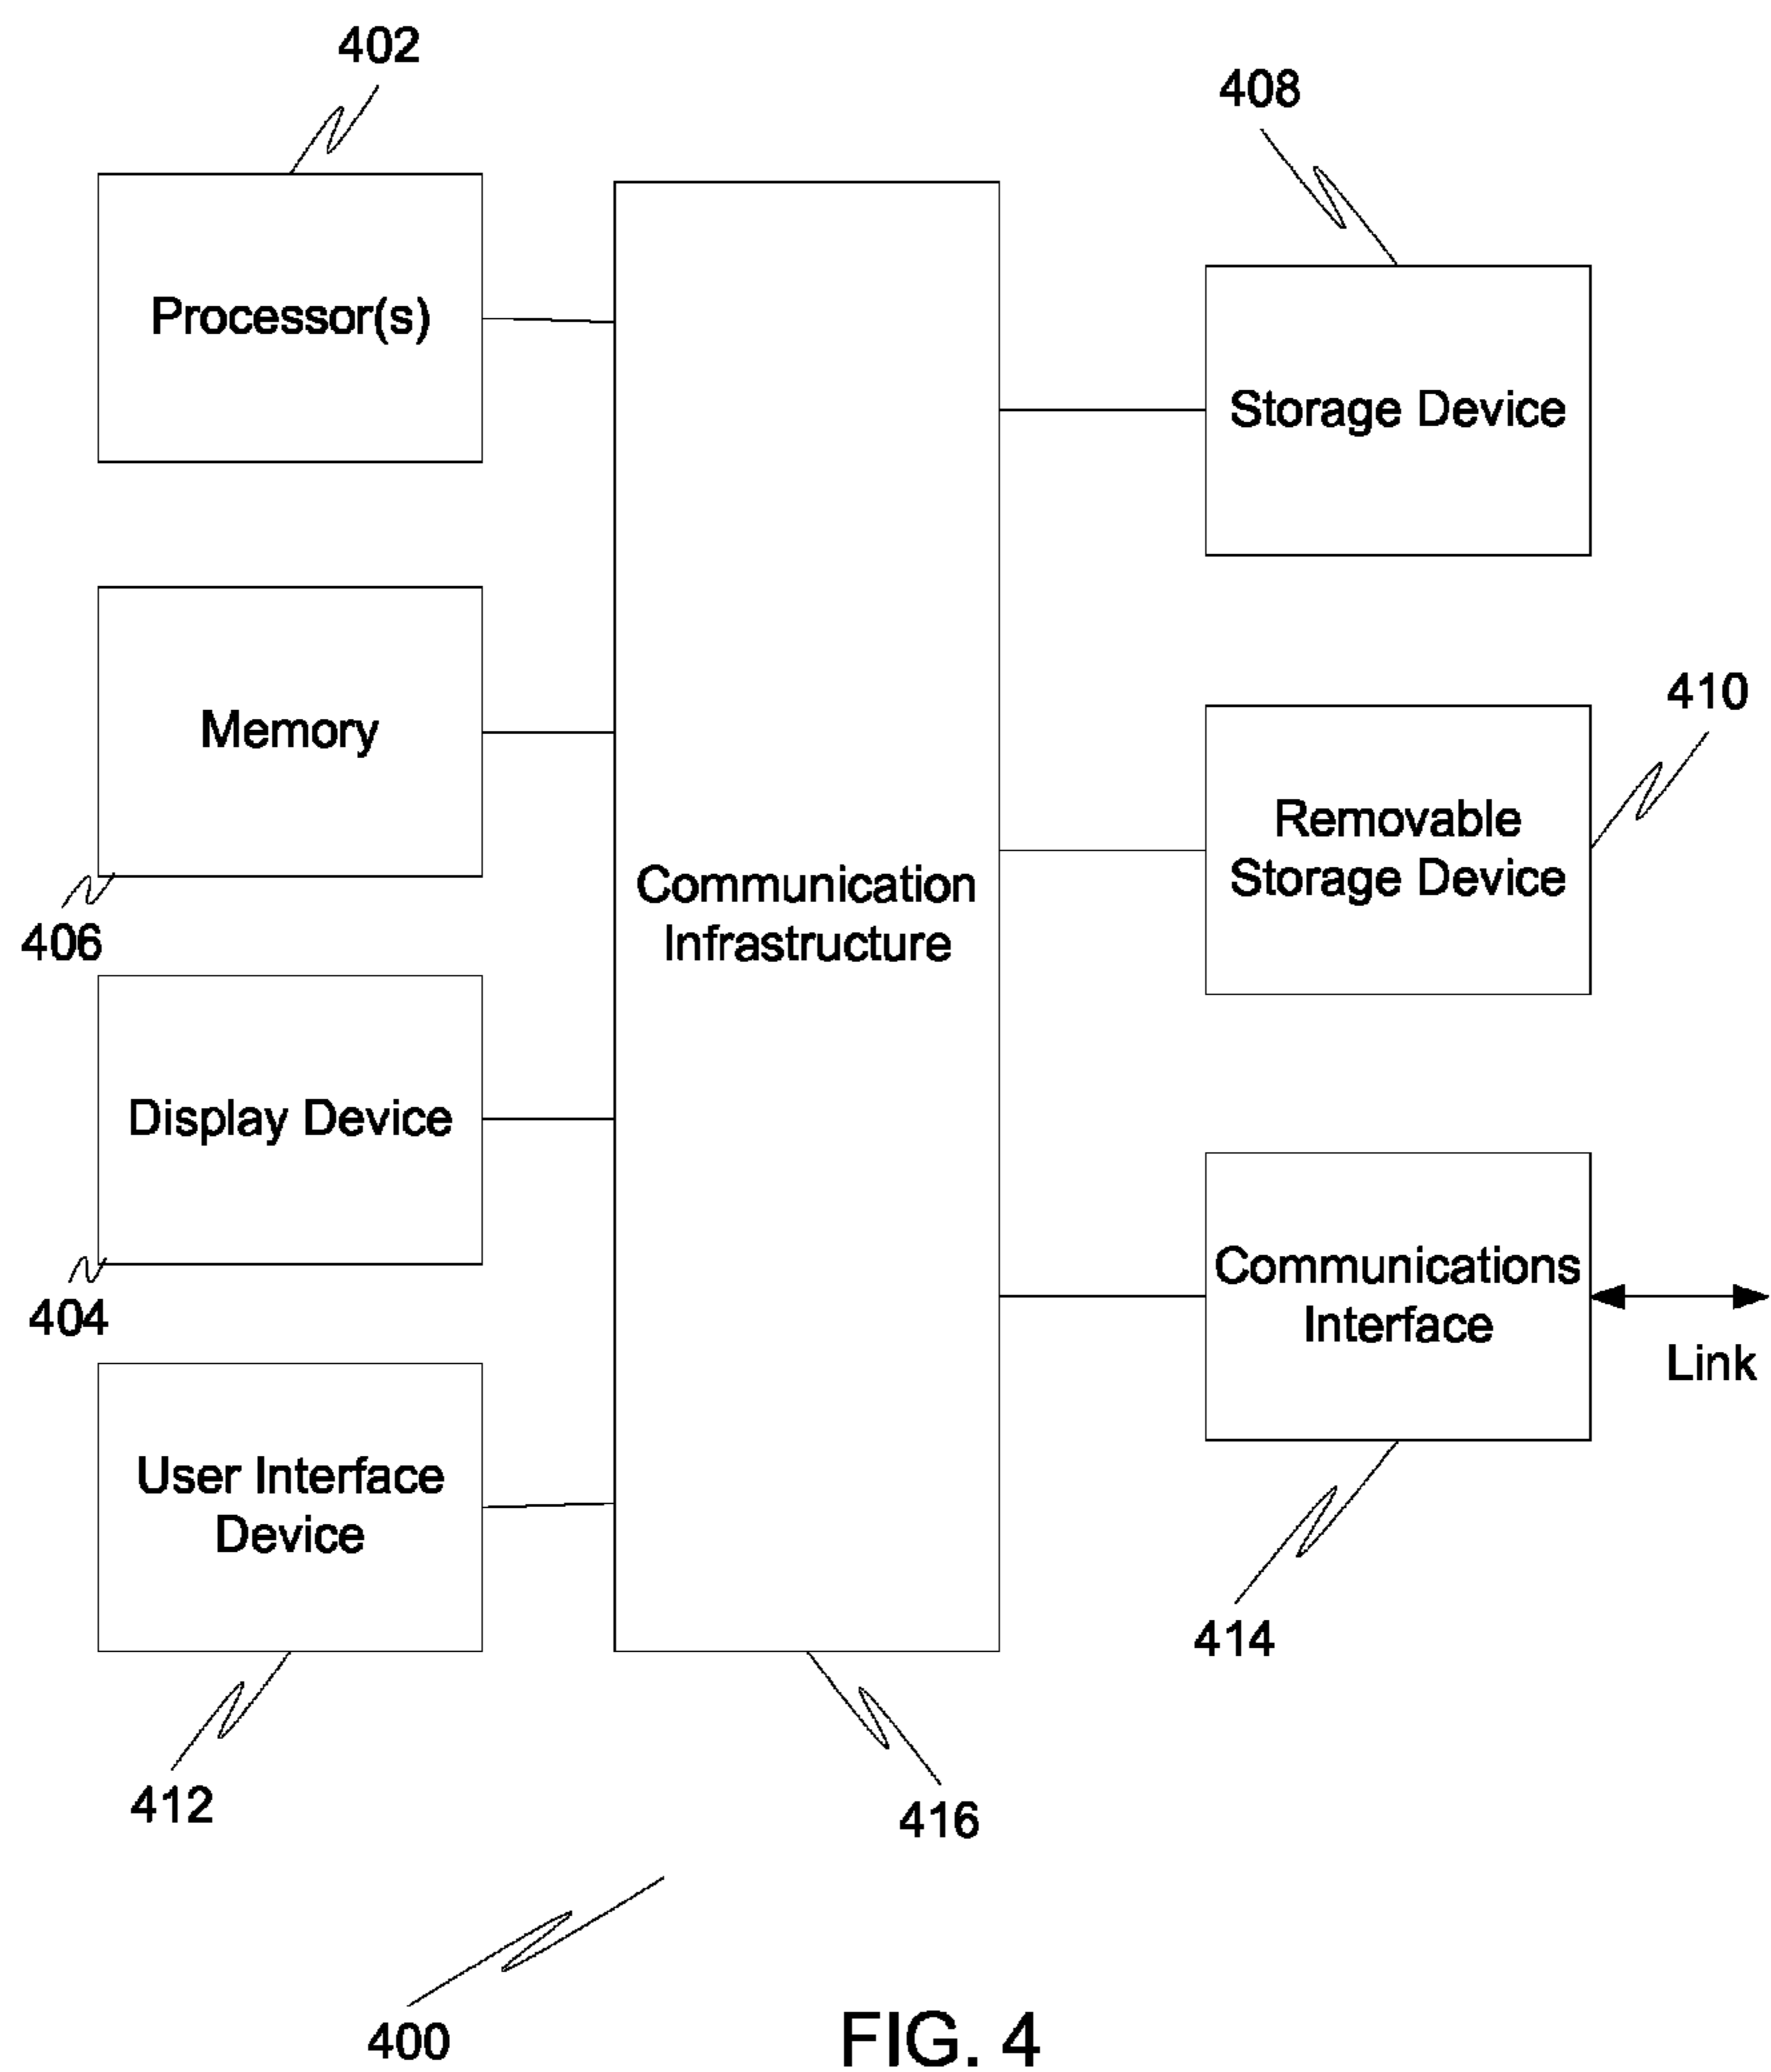 402
408
Processor(s)
Storage Device
410
Memory
Removable
Storage Device
406
Communication
Infrastructure
Display Device
404
Communications
Interface
Link
User Interface
Device
414
412
416
400
FIG. 4